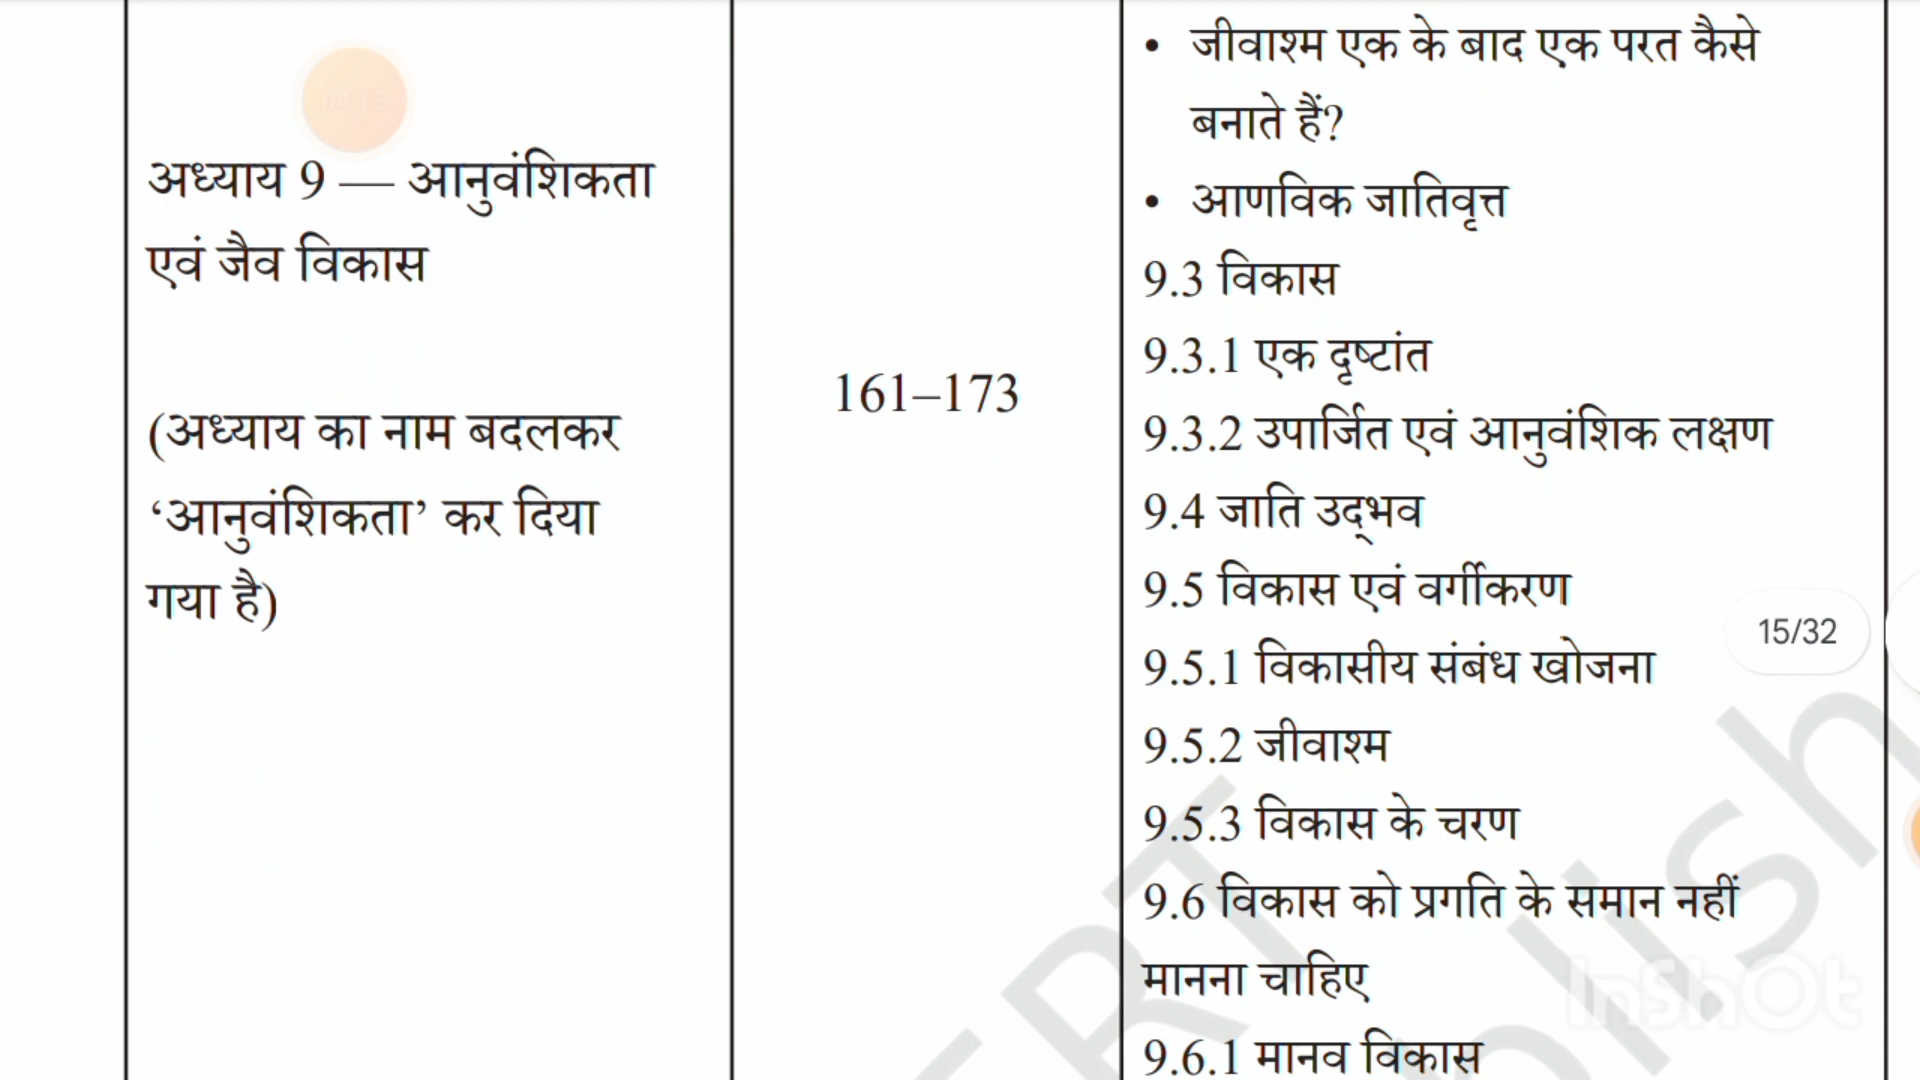 अध्याय 9 — आनुवंशिकता
एवं जैव विकास
(अध्याय का नाम बदलकर
‘आनुवंशिकता’ कर दिया
गया है)
161–173
• जीवाश्म एक के बाद एक परत कैसे
बनाते हैं?
• आणविक जातिवृत्त
9.3 विकास
9.3.1 एक दृष्टांत
9.3.2 उपार्जित एवं आनुवंशिक लक्षण
9.4 जाति उद्‌भव
9.5 विकास एवं वर्गीकरण
9.5.1 विकासीय संबंध खोजना
9.5.2 जीवाश्म
9.5.3 विकास के चरण
9.6 विकास को प्रगति के समान नहीं
मानना चाहिए
9.6.1 मानव विकास
15/32
InShOt